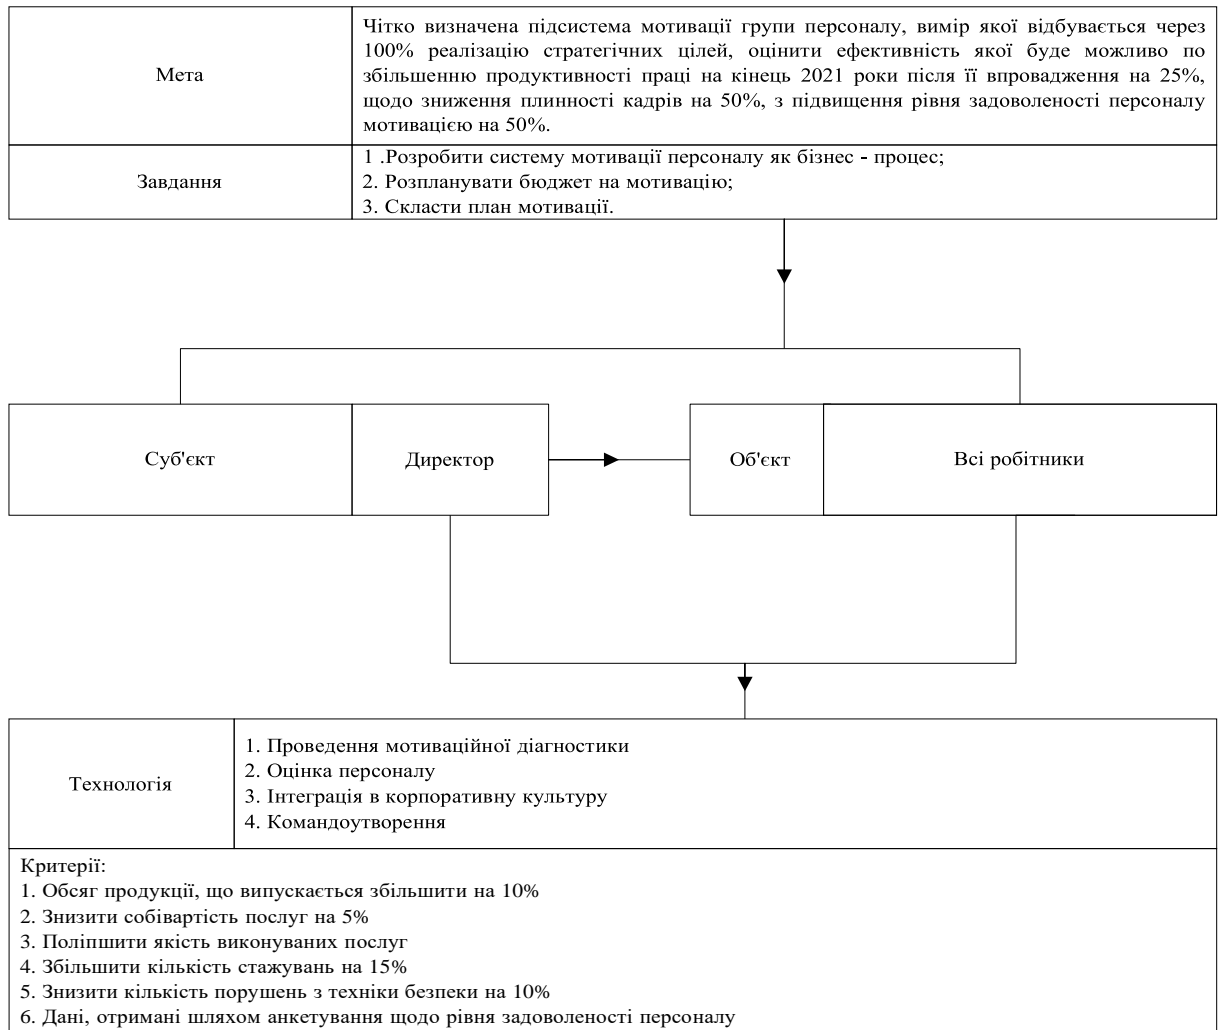 Мета
Чітко визначена підсистема мотивації групи персоналу, вимір якої відбувається через
100% реалізацію стратегічних цілей, оцінити ефективність якої буде можливо по
збільшенню продуктивності праці на кінець 2021 роки після її впровадження на 25%,
щодо зниження плинності кадрів на 50%, з підвищення рівня задоволеності персоналу
мотивацією на 50%.
Завдання
1 .Розробити систему мотивації персоналу як бізнес - процес;
2. Розпланувати бюджет на мотивацію;
3. Скласти план мотивації.
Суб'єкт
Директор
Об'єкт
Всі робітники
Технологія
1. Проведення мотиваційної діагностики
2. Оцінка персоналу
3. Інтеграція в корпоративну культуру
4. Командоутворення
Критерії:
1. Обсяг продукції, що випускається збільшити на 10%
2. Знизити собівартість послуг на 5%
3. Поліпшити якість виконуваних послуг
4. Збільшити кількість стажувань на 15%
5. Знизити кількість порушень з техніки безпеки на 10%
6. Дані, отримані шляхом анкетування щодо рівня задоволеності персоналу